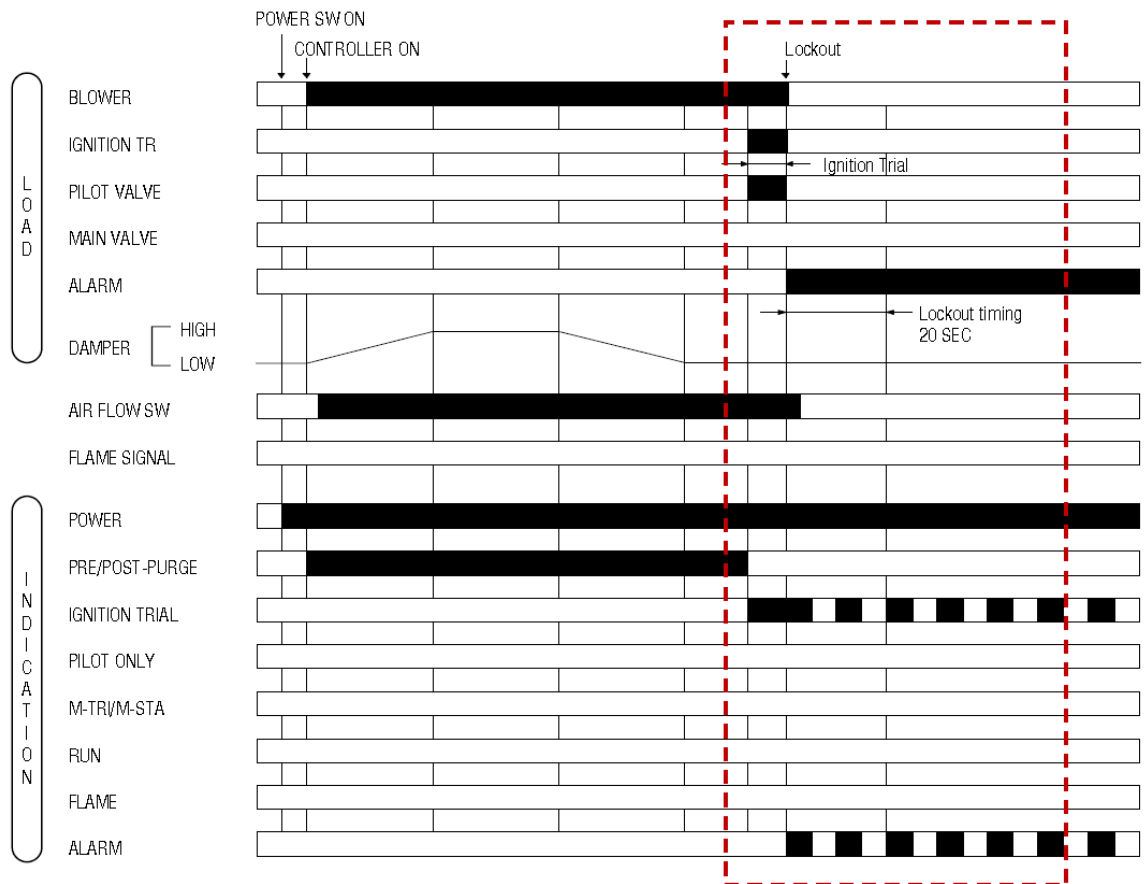 POWER SW ON
CONTROLLER ON
Lockout
LOAD
BLOWER
IGNITION TR
Ignition Trial
PILOT VALVE
MAIN VALVE
ALARM
Lockout timing
20 SEC
DAMPER
HIGH
LOW
AIR FLOW SW
FLAME SIGNAL
INDICATION
POWER
PRE/POST-PURGE
IGNITION TRIAL
PILOT ONLY
M-TRI/M-STA
RUN
FLAME
ALARM